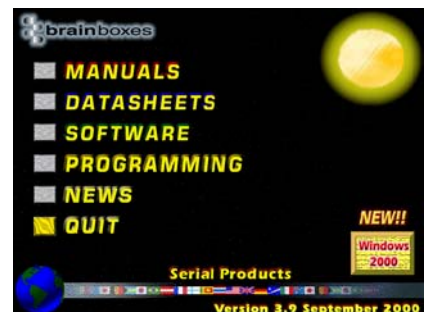 brainboxes
MANUALS
DATASHEETS
SOFTWARE
PROGRAMMING
NEWS
QUIT
NEW!!
Windows
2000
Serial Products
Version 3.9 September 2000